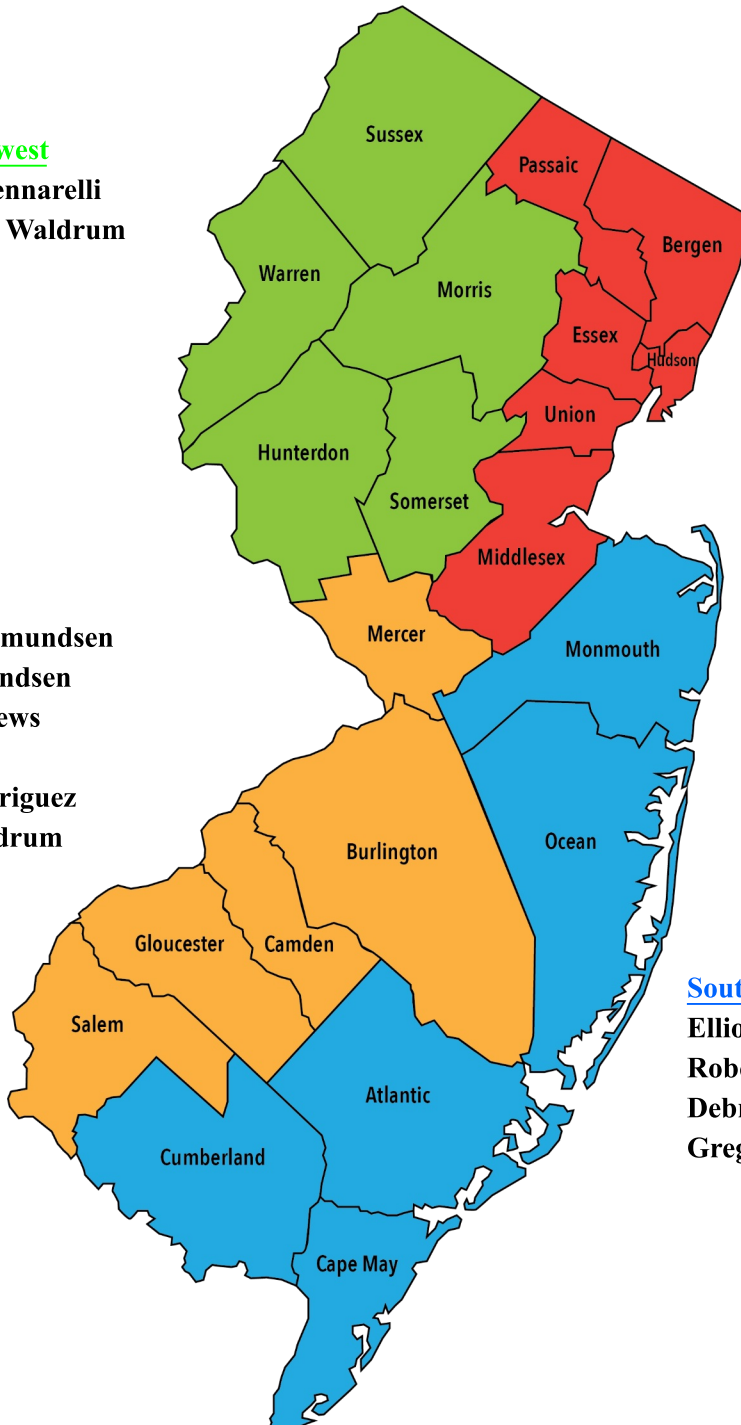 west
ennarelli
Waldrum
Sussex
Passaic
Bergen
Warren
Morris
Essex
Hudson
Union
Hunterdon
Somerset
Middlesex
Mercer
Monmouth
mundsen
ndsen
ews
riguez
drum
Burlington
Ocean
Gloucester
Camden
Salem
Atlantic
Cumberland
Cape May
Sout
Ellio
Robe
Debr
Greg